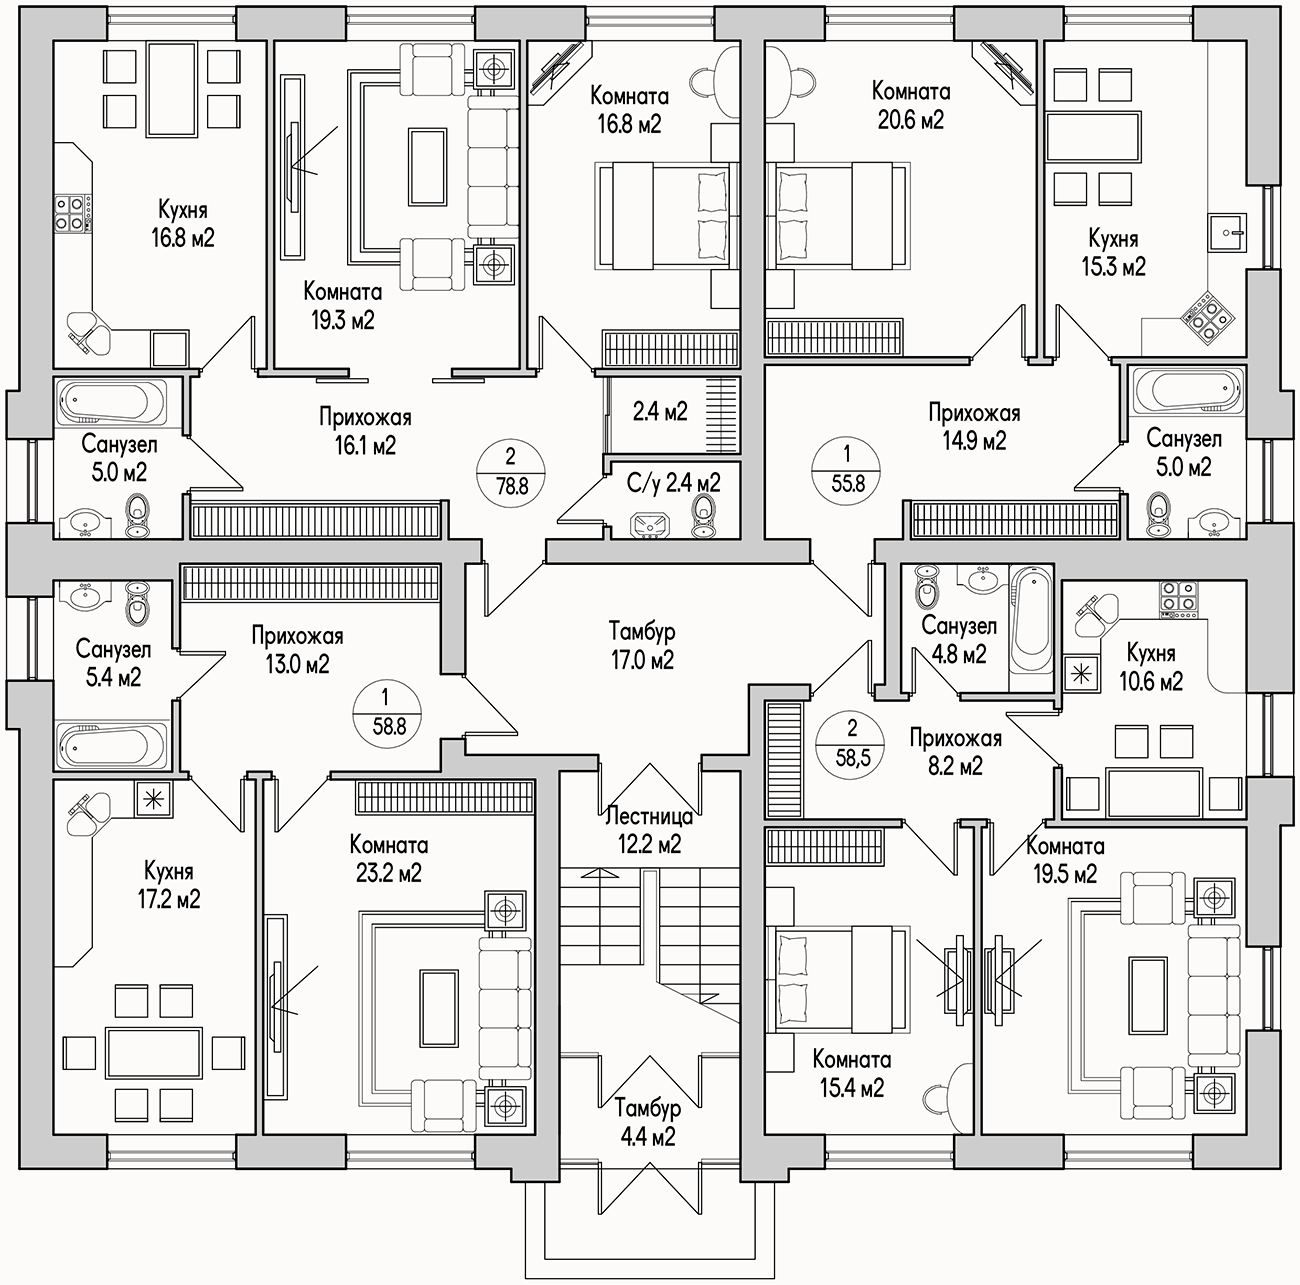 Кухня
16.8 м2
Комната
19.3 м2
Комната
16.8 м2
Комната
20.6 м2
Кухня
15.3 м2
Санузел
5.0 м2
Прихожая
16.1 м2
2
78.8
2.4 м2
С/у 2.4 м2
1
55.8
Прихожая
14.9 м2
Санузел
5.0 м2
Санузел
5.4 м2
Прихожая
13.0 м2
1
58.8
Тамбур
17.0 м2
Санузел
4.8 м2
Кухня
10.6 м2
2
58,5
Прихожая
8.2 м2
Кухня
17.2 м2
Комната
23.2 м2
Лестница
12.2 м2
Комната
19.5 м2
Комната
15.4 м2
Тамбур
4.4 м2